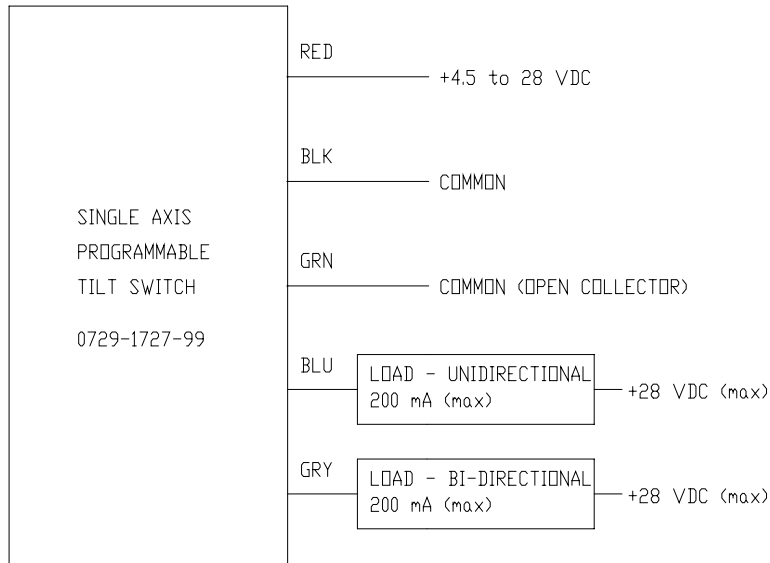 RED
+4.5 to 28 VDC
BLK
COMMON
SINGLE AXIS
PROGRAMMABLE
TILT SWITCH
0729-1727-99
GRN
COMMON (OPEN COLLECTOR)
BLU
LOAD - UNIDIRECTIONAL
200 mA (max)
+28 VDC (max)
GRY
LOAD - BI-DIRECTIONAL
200 mA (max)
+28 VDC (max)